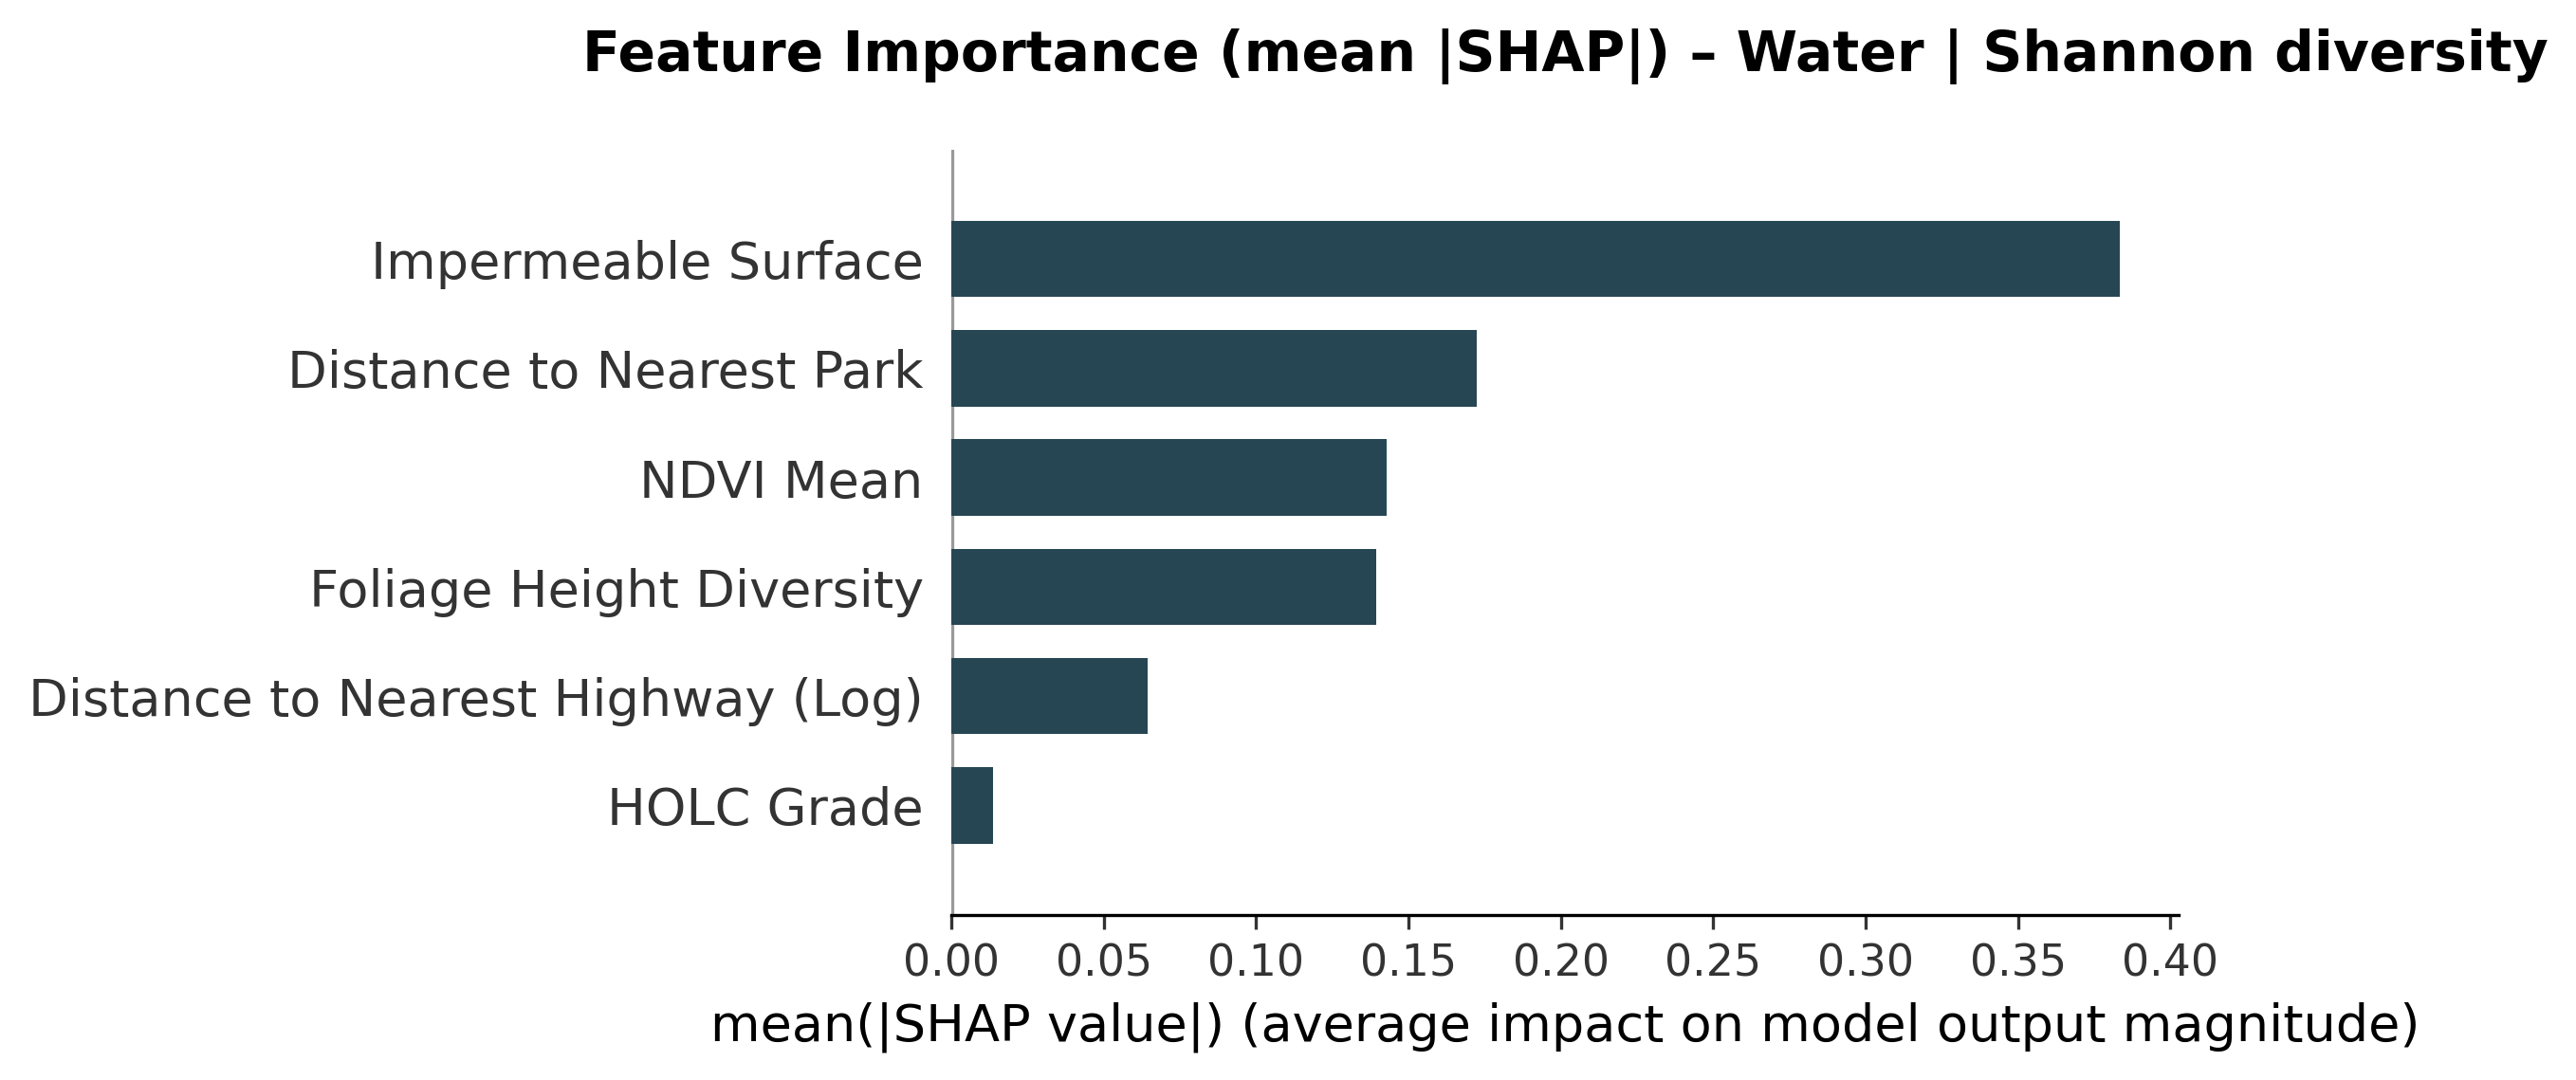 Feature Importance (mean |SHAP|) – Water | Shannon diversity
Impermeable Surface
Distance to Nearest Park
NDVI Mean
Foliage Height Diversity
Distance to Nearest Highway (Log)
HOLC Grade
0.00 0.05 0.10 0.15 0.20 0.25 0.30 0.35 0.40
mean(|SHAP value|) (average impact on model output magnitude)